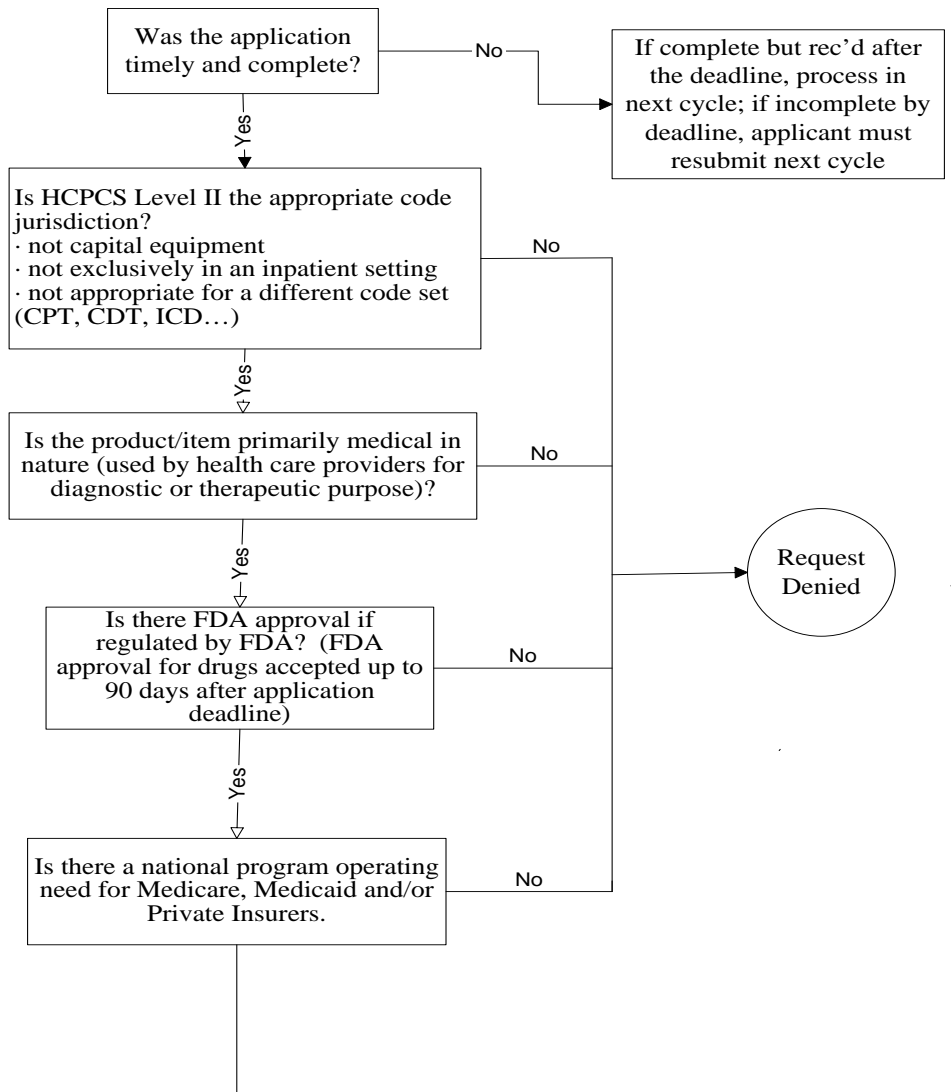 Was the application
timely and complete?
No
If complete but rec’d after
the deadline, process in
next cycle; if incomplete by
deadline, applicant must
resubmit next cycle
Yes
Is HCPCS Level II the appropriate code
jurisdiction?
· not capital equipment
· not exclusively in an inpatient setting
· not appropriate for a different code set
(CPT, CDT, ICD…)
No
Yes
Is the product/item primarily medical in
nature (used by health care providers for
diagnostic or therapeutic purpose)?
No
Yes
Request
Denied
Is there FDA approval if
regulated by FDA?  (FDA
approval for drugs accepted up to
90 days after application
deadline)
No
Yes
Is there a national program operating
need for Medicare, Medicaid and/or
Private Insurers.
No